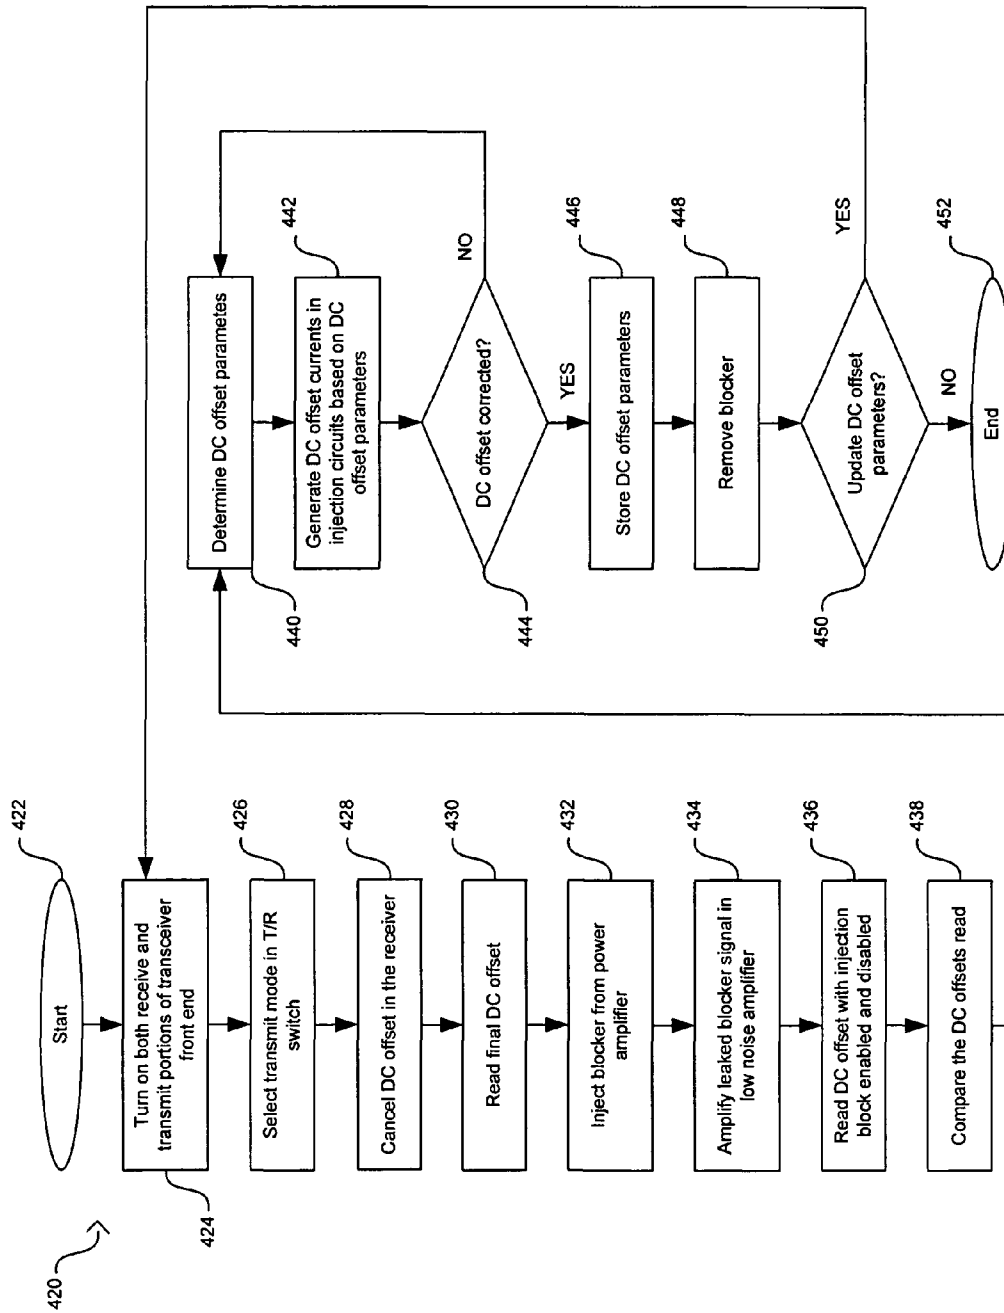 420
Start
422
Turn on both receive and
transmit portions of transceiver
front end
424
Select transmit mode in T/R
switch
426
Cancel DC offset in the receiver
428
Read final DC offset
430
Inject blocker from power
amplifier
432
Amplify leaked blocker signal in
low noise amplifier
434
Read DC offset with injection
block enabled and disabled
436
Compare the DC offsets read
438
Determine DC offset parametes
440
Generate DC offset currents in
injection circuits based on DC
offset parameters
442
DC offset corrected?
444
NO
YES
Store DC offset parameters
446
Remove blocker
448
Update DC offset
parameters?
450
YES
NO
End
452